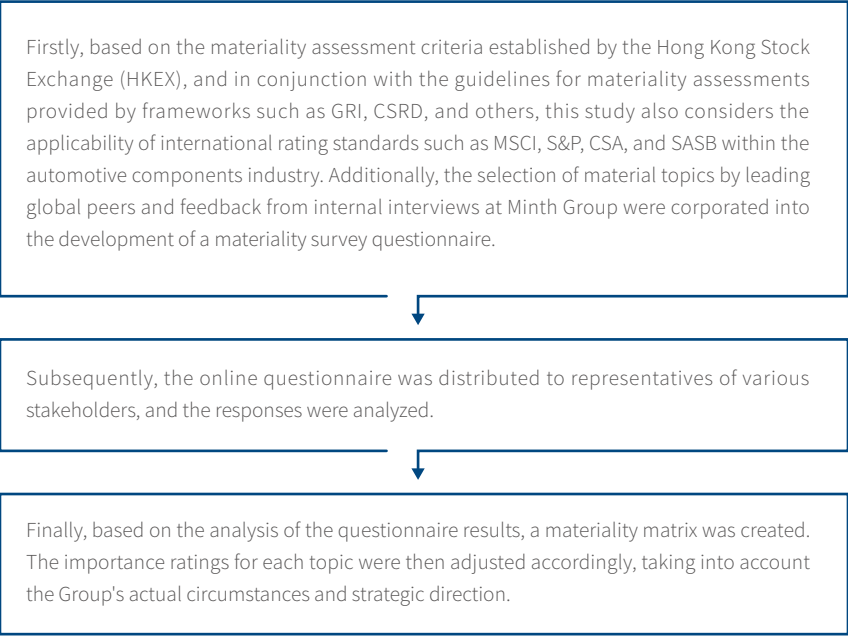 Firstly, based on the materiality assessment criteria established by the Hong Kong Stock
Exchange (HKEX), and in conjunction with the guidelines for materiality assessments
provided by frameworks such as GRI, CSRD, and others, this study also considers the
applicability of international rating standards such as MSCI, S&P, CSA, and SASB within the
automotive components industry. Additionally, the selection of material topics by leading
global peers and feedback from internal interviews at Minth Group were corporated into
the development of a materiality survey questionnaire.
Subsequently, the online questionnaire was distributed to representatives of various
stakeholders, and the responses were analyzed.
Finally, based on the analysis of the questionnaire results, a materiality matrix was created.
The importance ratings for each topic were then adjusted accordingly, taking into account
the Group's actual circumstances and strategic direction.